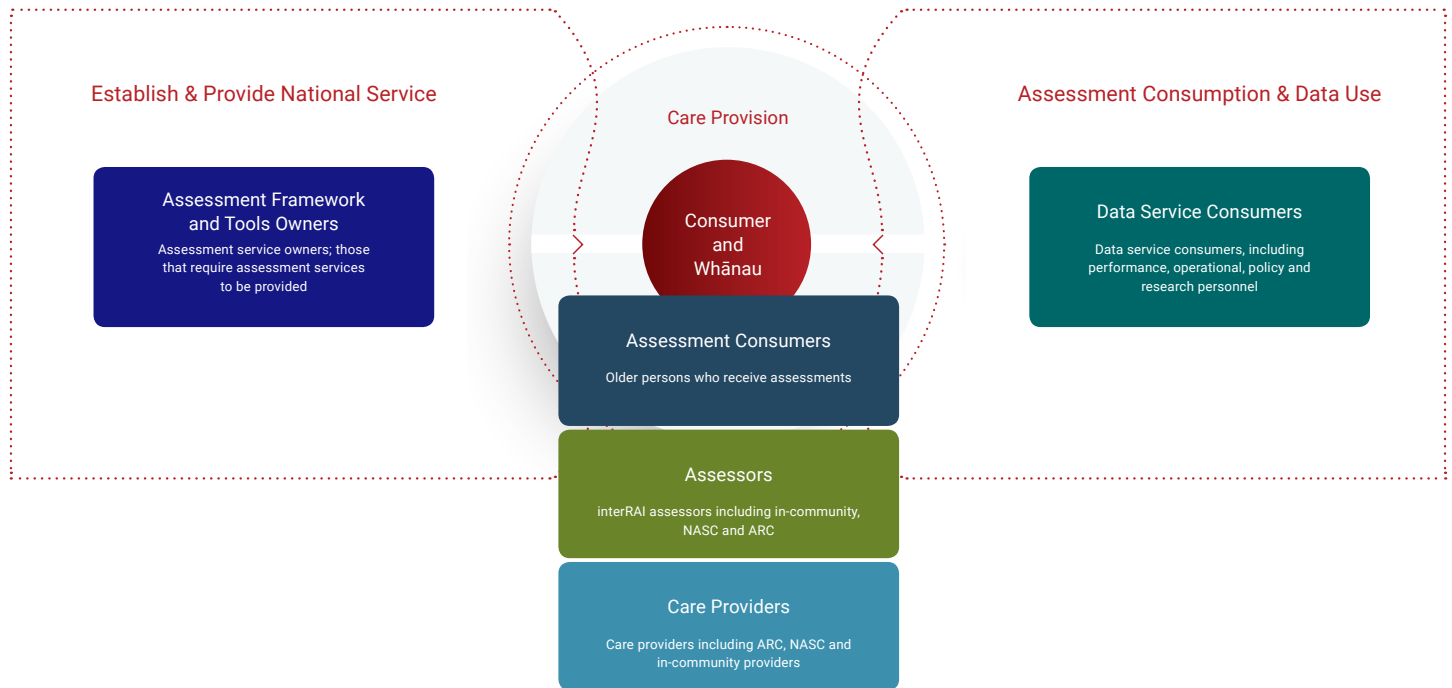 Establish & Provide National Service
Assessment Framework
and Tools Owners
Assessment service owners; those
that require assessment services
to be provided
Care Provision
Consumer
and
Whānau
Assessment Consumers
Older persons who receive assessments
Assessors
interRAI assessors including in-community,
NASC and ARC
Care Providers
Care providers including ARC, NASC and
in-community providers
Assessment Consumption & Data Use
Data Service Consumers
Data service consumers, including
performance, operational, policy and
research personnel